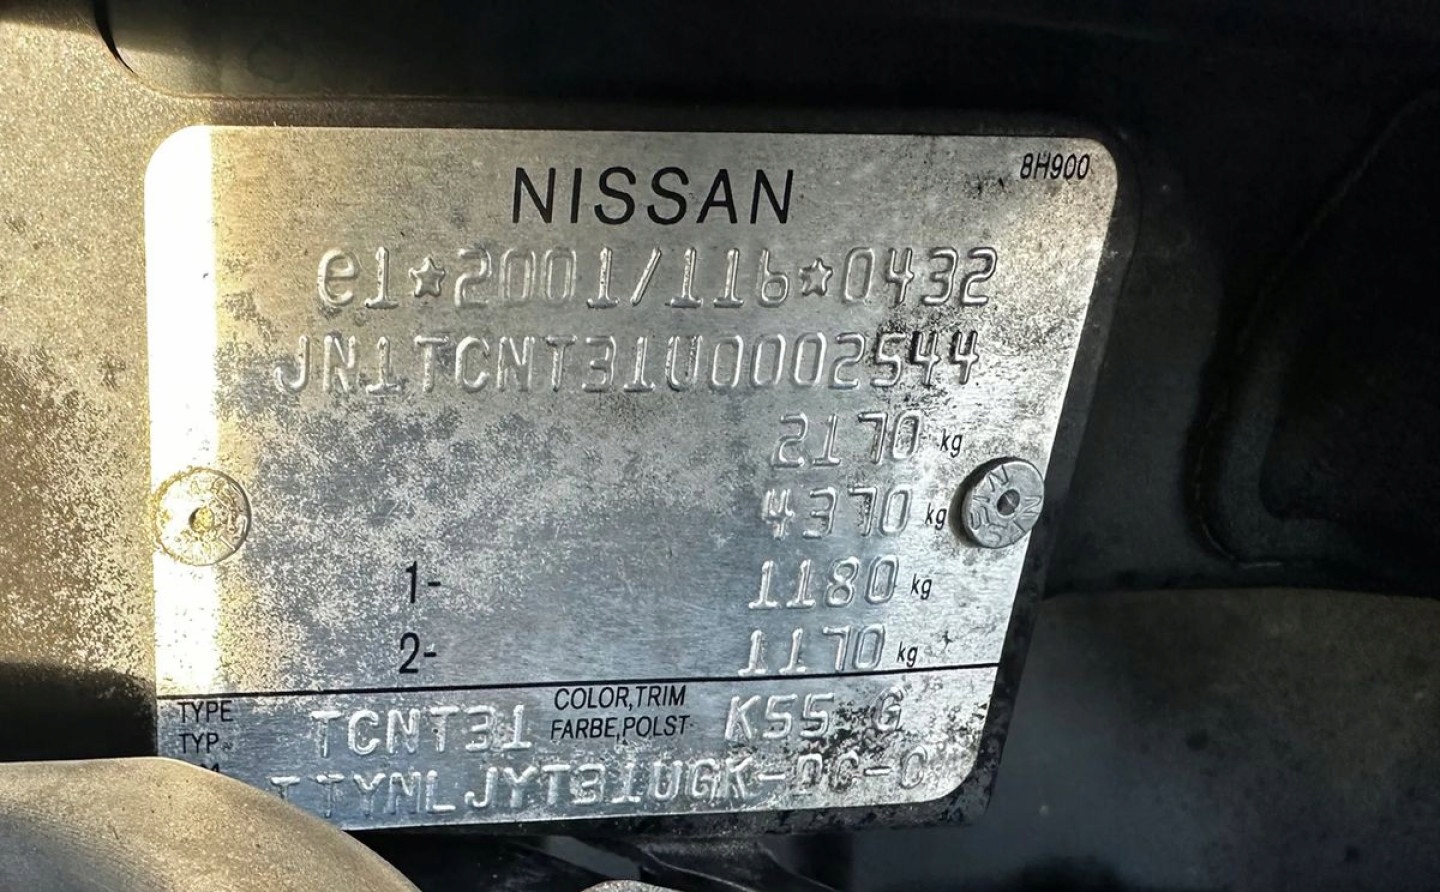 8H900
NISSAN
e1☆2001/116☆0432
JN1TCNT31U0002544
2170 kg
4370 kg
1- 1180 kg
2- 1170 kg
TYPE TCNT31 COLOR,TRIM K55 G
TYP FARBE,POLST